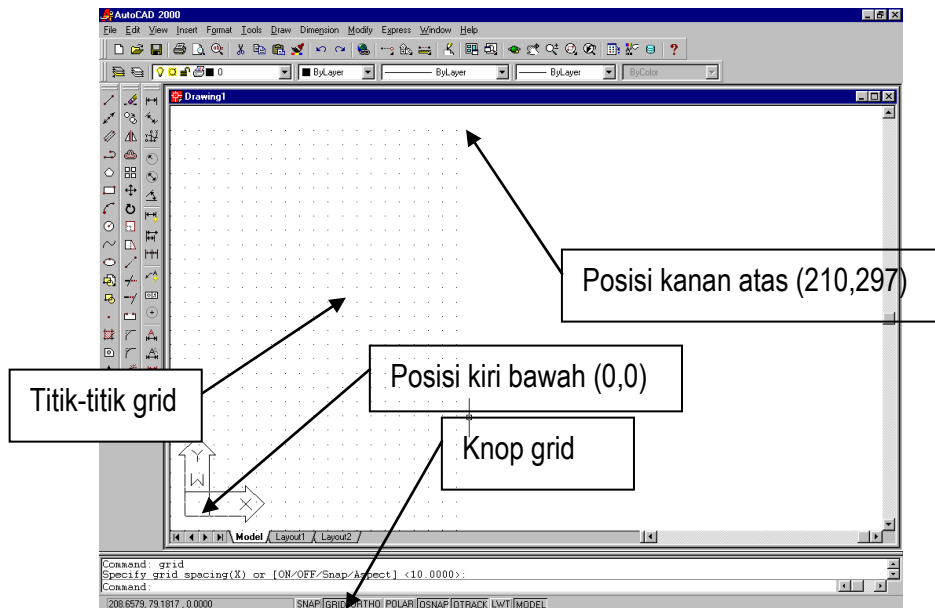 AutoCAD 2000
File Edit View Insert Format Tools Draw Dimension Modify Express Window Help
0 ByLayer ByLayer ByLayer ByColor
Drawing1
Posisi kanan atas (210,297)
Titik-titik grid
Posisi kiri bawah (0,0)
Knop grid
Y
W
X
Model Layout1 Layout2
Command: grid
Specify grid spacing(X) or [ON/OFF/Snap/Aspect] <10.0000>:
Command:
208.6579, 79.1817 , 0.0000 SNAP GRID ORTHO POLAR OSNAP OTRACK LWT MODEL